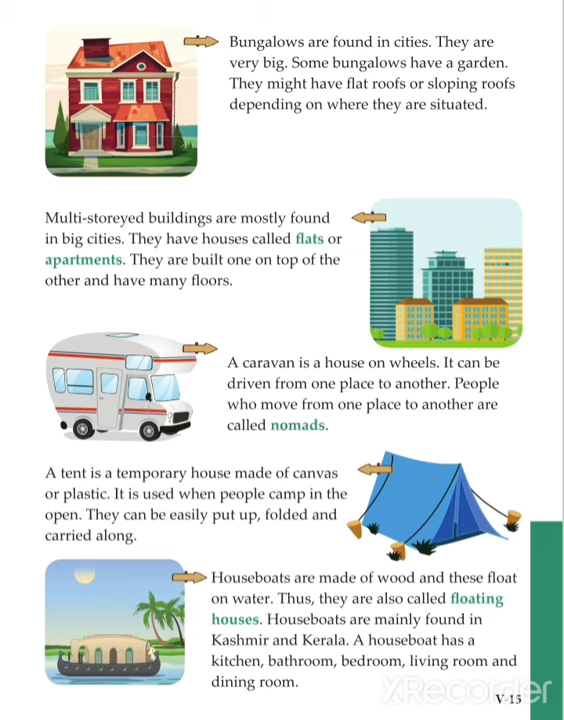 Bungalows are found in cities. They are
very big. Some bungalows have a garden.
They might have flat roofs or sloping roofs
depending on where they are situated.
Multi-storeyed buildings are mostly found
in big cities. They have houses called flats or
apartments. They are built one on top of the
other and have many floors.
A caravan is a house on wheels. It can be
driven from one place to another. People
who move from one place to another are
called nomads.
A tent is a temporary house made of canvas
or plastic. It is used when people camp in the
open. They can be easily put up, folded and
carried along.
Houseboats are made of wood and these float
on water. Thus, they are also called floating
houses. Houseboats are mainly found in
Kashmir and Kerala. A houseboat has a
kitchen, bathroom, bedroom, living room and
dining room.
XRecorder
V-15